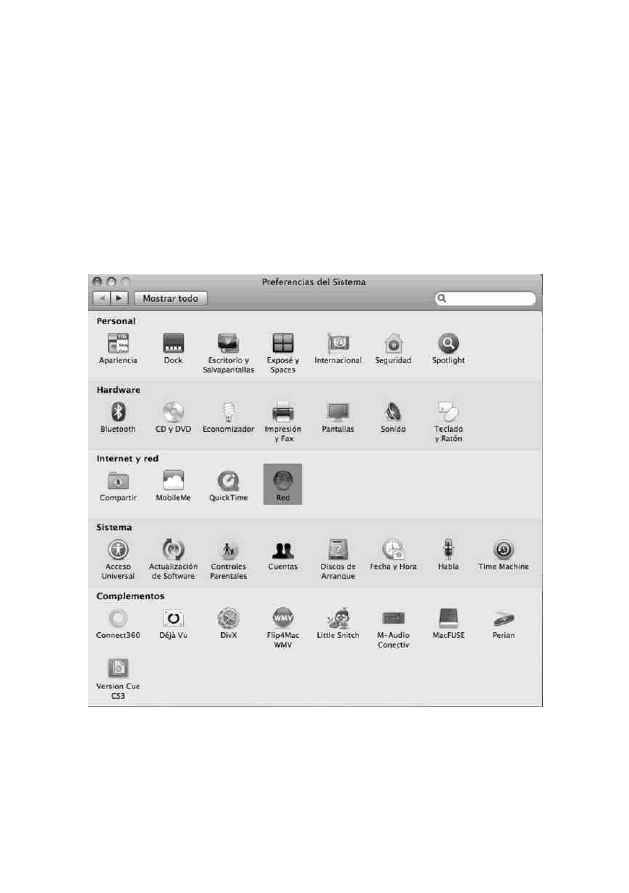 Preferencias del Sistema
Mostrar todo
Personal
Apariencia Dock Escritorio y Exposé y Internacional Seguridad Spotlight
Salvapantallas Spaces
Hardware
Bluetooth CD y DVD Economizador Impresión Pantallas Sonido Teclado
y Fax y Ratón
Internet y red
Compartir MobileMe QuickTime Red
Sistema
Acceso Actualización Controles Cuentas Discos de Fecha y Hora Habla Time Machine
Universal de Software Parentales Arranque
Complementos
Connect360 Déjà Vu DivX Flip4Mac Little Snitch M-Audio MacFUSE Perian
WMV Conectiv
Version Cue
CS3